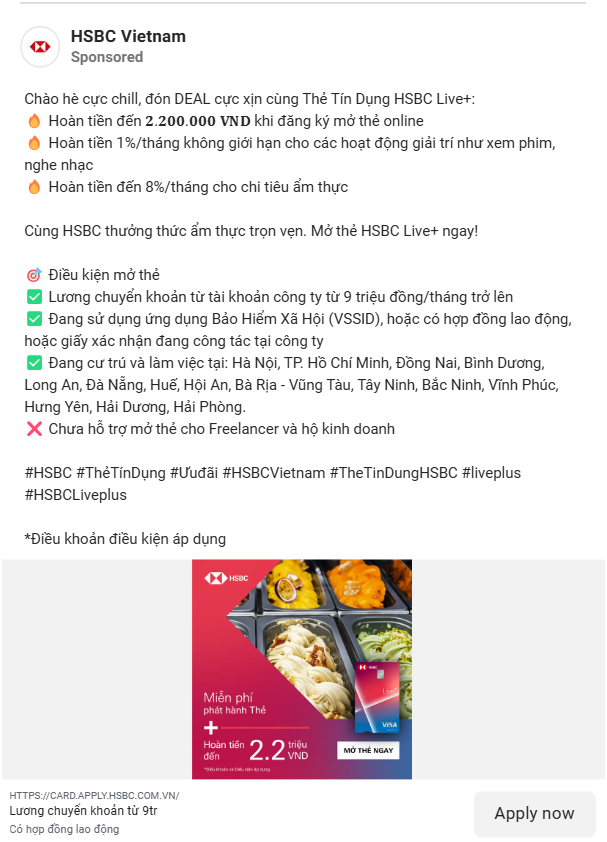 HSBC Vietnam
Sponsored
Chào hè cực chill, đón DEAL cực xịn cùng Thẻ Tín Dụng HSBC Live+:
🔥 Hoàn tiền đến 𝟐.𝟐𝟎𝟎.𝟎𝟎𝟎 𝐕𝐍𝐃 khi đăng ký mở thẻ online
🔥 Hoàn tiền 1%/tháng không giới hạn cho các hoạt động giải trí như xem phim,
nghe nhạc
🔥 Hoàn tiền đến 8%/tháng cho chi tiêu ẩm thực
Cùng HSBC thưởng thức ẩm thực trọn vẹn. Mở thẻ HSBC Live+ ngay!
🎯 Điều kiện mở thẻ
✅ Lương chuyển khoản từ tài khoản công ty từ 9 triệu đồng/tháng trở lên
✅ Đang sử dụng ứng dụng Bảo Hiểm Xã Hội (VSSID), hoặc có hợp đồng lao động,
hoặc giấy xác nhận đang công tác tại công ty
✅ Đang cư trú và làm việc tại: Hà Nội, TP. Hồ Chí Minh, Đồng Nai, Bình Dương,
Long An, Đà Nẵng, Huế, Hội An, Bà Rịa - Vũng Tàu, Tây Ninh, Bắc Ninh, Vĩnh Phúc,
Hưng Yên, Hải Dương, Hải Phòng.
❌ Chưa hỗ trợ mở thẻ cho Freelancer và hộ kinh doanh
#HSBC #ThẻTínDụng #Ưuđãi #HSBCVietnam #TheTinDungHSBC #liveplus
#HSBCLiveplus
*Điều khoản điều kiện áp dụng
HSBC
Miễn phí
phát hành Thẻ
+
Hoàn tiền
đến
2.2 triệu
VND
*Điều khoản và Điều kiện áp dụng.
HSBC
Live+
VISA
MỞ THẺ NGAY
HTTPS://CARD.APPLY.HSBC.COM.VN/
Lương chuyển khoản từ 9tr
Có hợp đồng lao động
Apply now